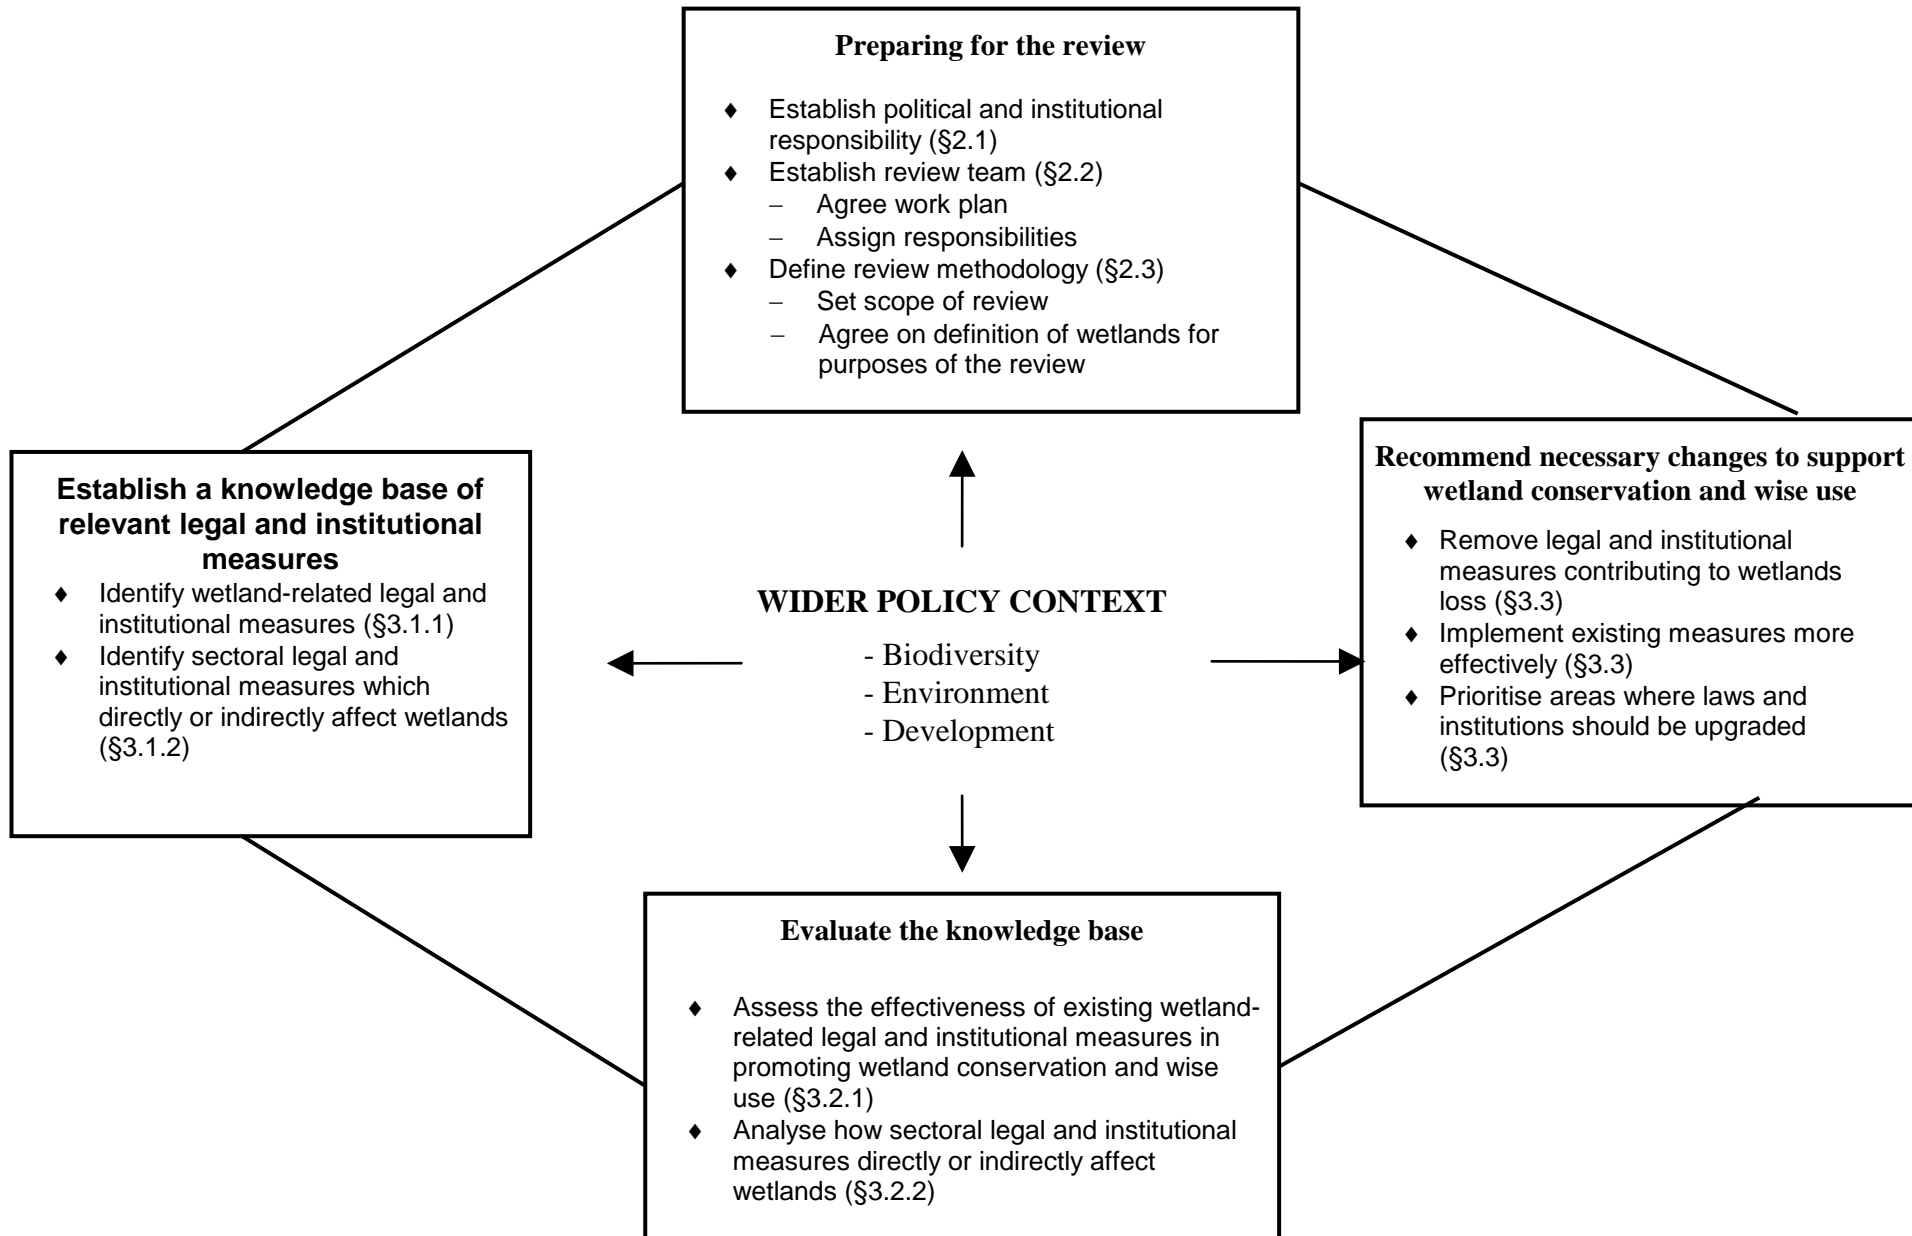 Preparing for the review
♦ Establish political and institutional
responsibility (§2.1)
♦ Establish review team (§2.2)
– Agree work plan
– Assign responsibilities
♦ Define review methodology (§2.3)
– Set scope of review
– Agree on definition of wetlands for
purposes of the review
Establish a knowledge base of
relevant legal and institutional
measures
♦ Identify wetland-related legal and
institutional measures (§3.1.1)
♦ Identify sectoral legal and
institutional measures which
directly or indirectly affect wetlands
(§3.1.2)
WIDER POLICY CONTEXT
- Biodiversity
- Environment
- Development
Recommend necessary changes to support
wetland conservation and wise use
♦ Remove legal and institutional
measures contributing to wetlands
loss (§3.3)
♦ Implement existing measures more
effectively (§3.3)
♦ Prioritise areas where laws and
institutions should be upgraded
(§3.3)
Evaluate the knowledge base
♦ Assess the effectiveness of existing wetland-
related legal and institutional measures in
promoting wetland conservation and wise
use (§3.2.1)
♦ Analyse how sectoral legal and institutional
measures directly or indirectly affect
wetlands (§3.2.2)